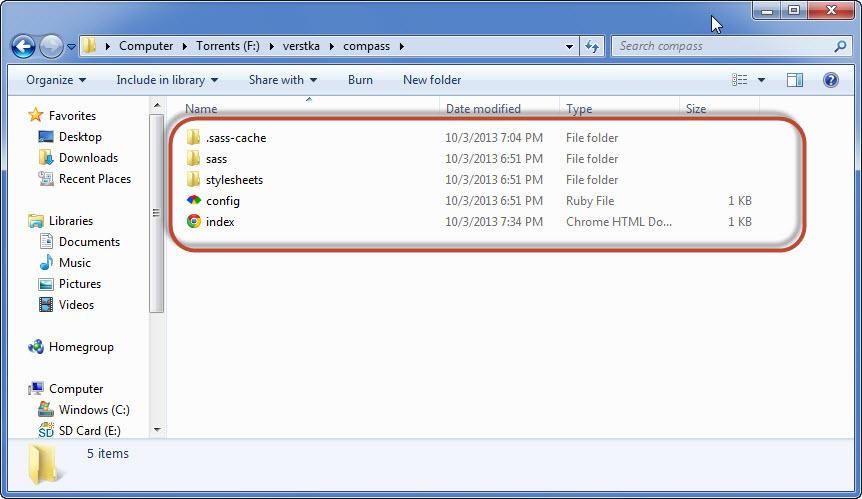 Computer Torrents (F:) verstka compass Search compass
Organize Include in library Share with Burn New folder
Favorites
Desktop
Downloads
Recent Places
Libraries
Documents
Music
Pictures
Videos
Homegroup
Computer
Windows (C:)
SD Card (E:)
Name Date modified Type Size
.sass-cache 10/3/2013 7:04 PM File folder
sass 10/3/2013 6:51 PM File folder
stylesheets 10/3/2013 6:51 PM File folder
config 10/3/2013 6:51 PM Ruby File 1 KB
index 10/3/2013 7:34 PM Chrome HTML Do... 1 KB
5 items